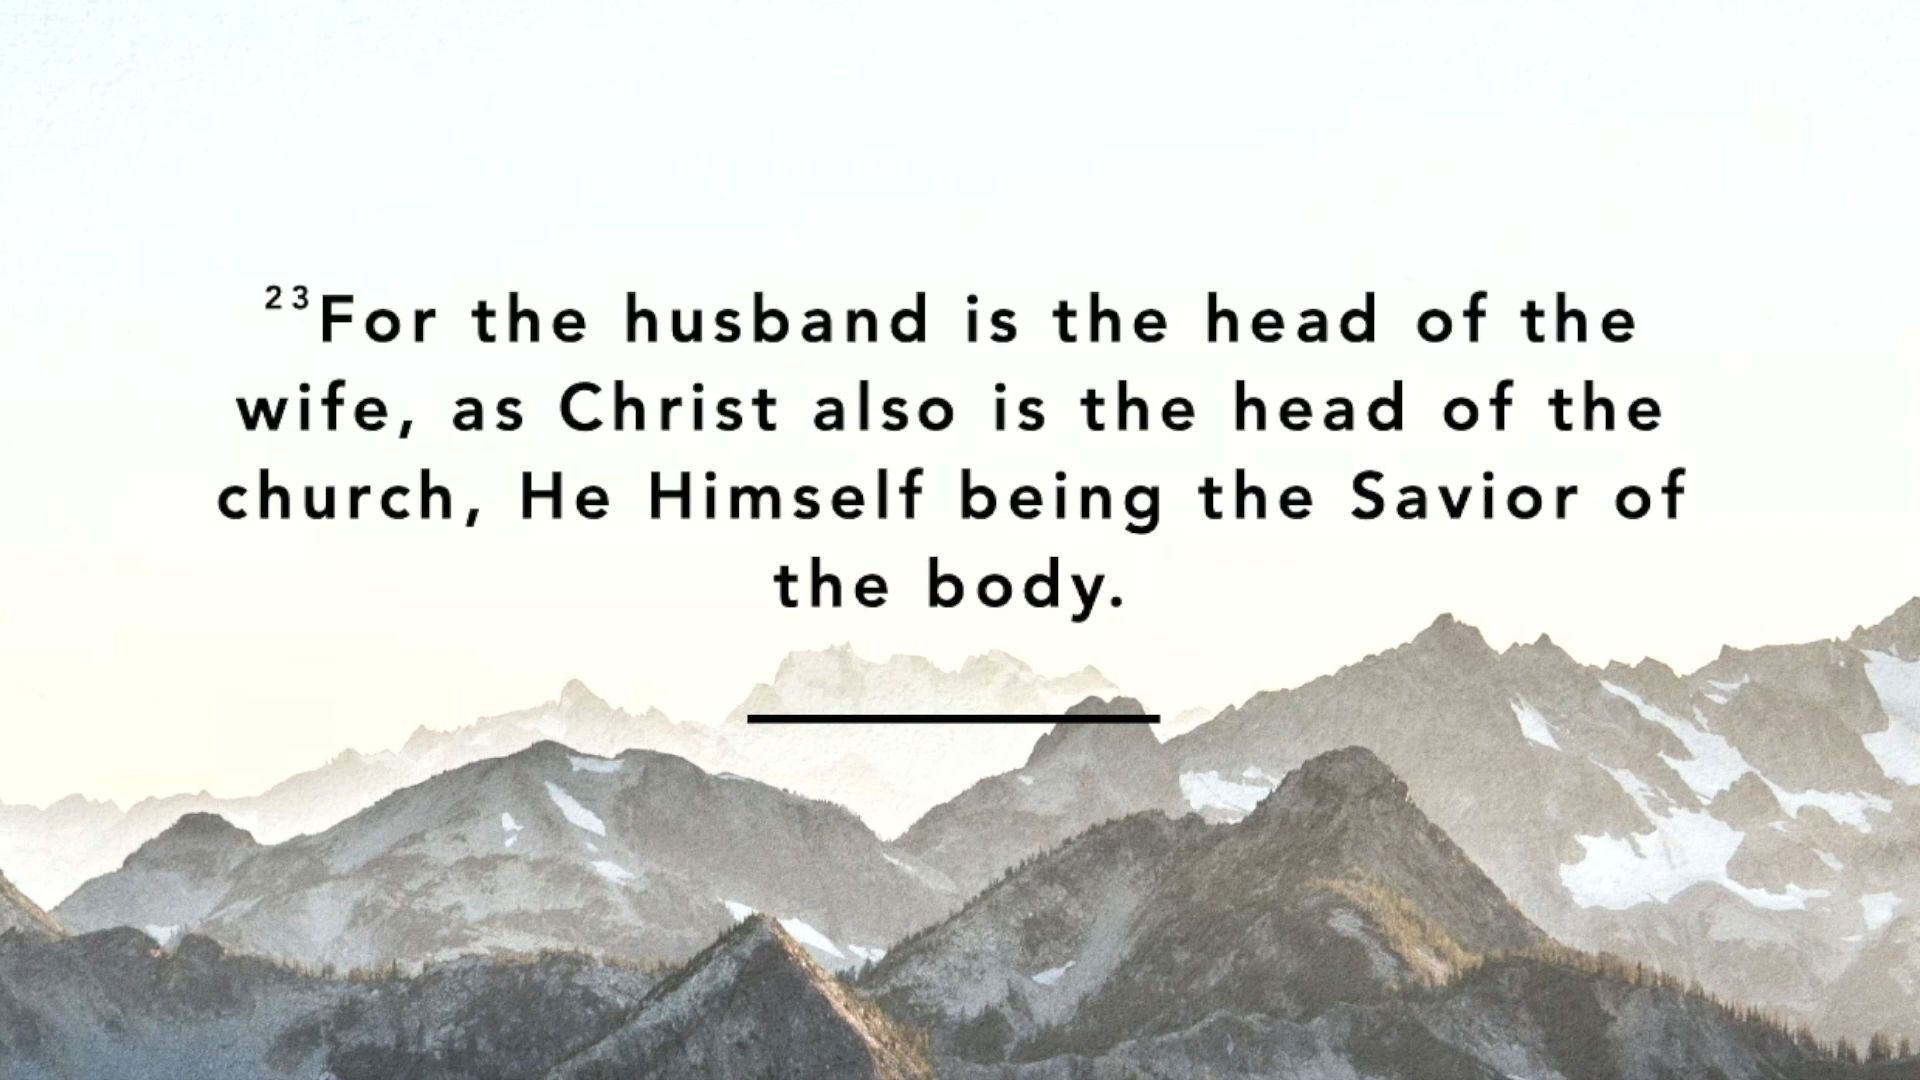 ²³For the husband is the head of the
wife, as Christ also is the head of the
church, He Himself being the Savior of
the body.